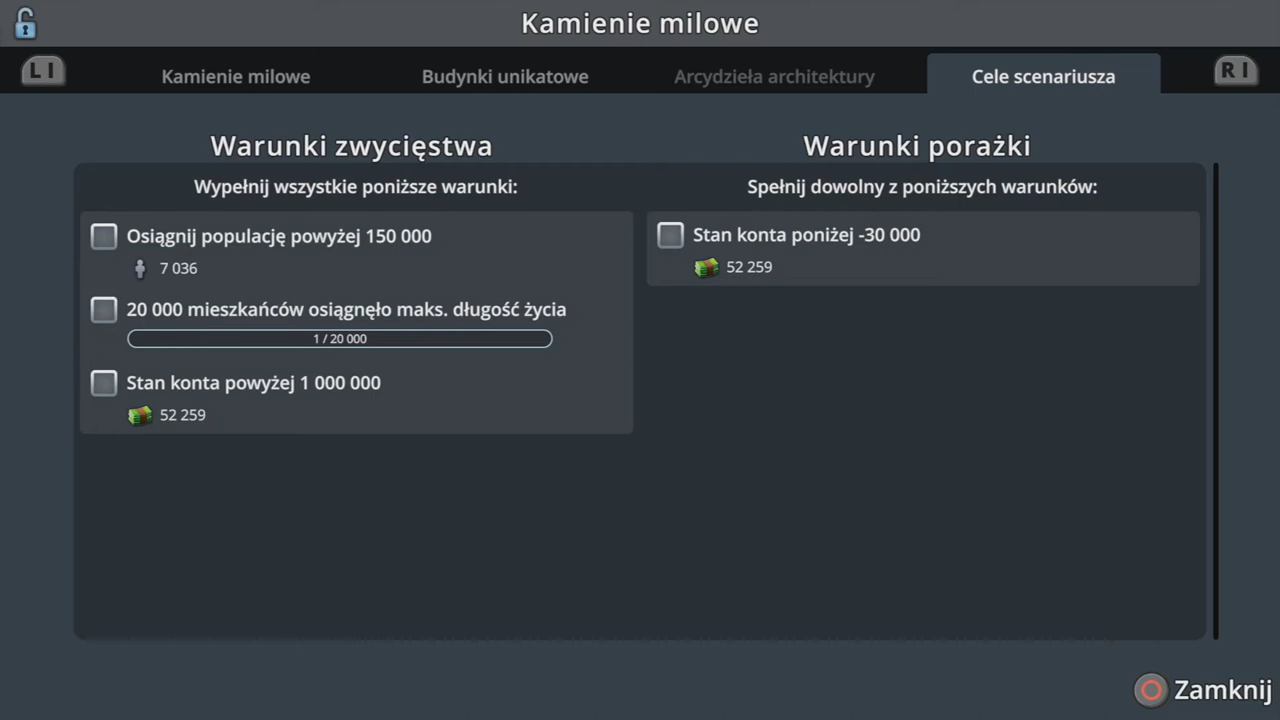 Kamienie milowe
L1
Kamienie milowe
Budynki unikatowe
Arcydzieła architektury
Cele scenariusza
R1
Warunki zwycięstwa
Wypełnij wszystkie poniższe warunki:
Osiągnij populację powyżej 150 000
7 036
20 000 mieszkańców osiągnęło maks. długość życia
1 / 20 000
Stan konta powyżej 1 000 000
52 259
Warunki porażki
Spełnij dowolny z poniższych warunków:
Stan konta poniżej -30 000
52 259
Zamknij